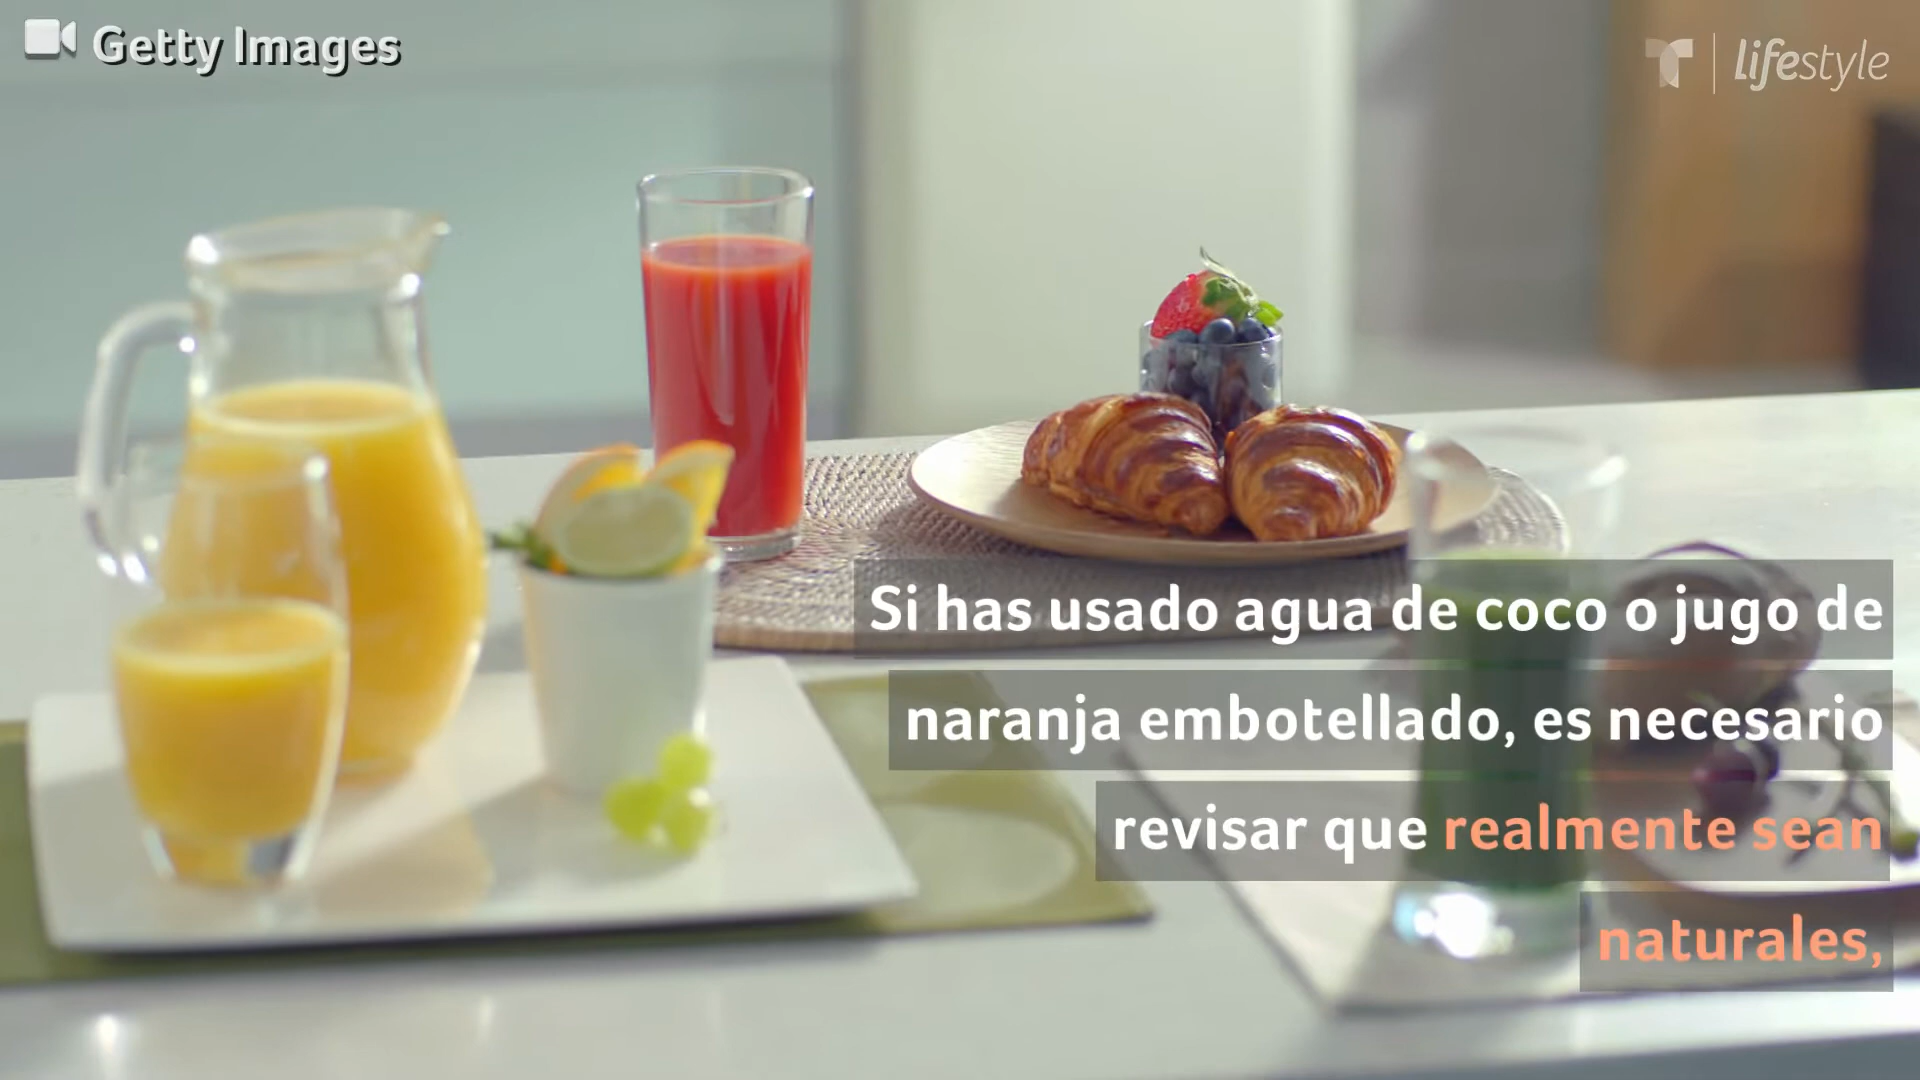 Getty Images
lifestyle
Si has usado agua de coco o jugo de
naranja embotellado, es necesario
revisar que realmente sean
naturales,